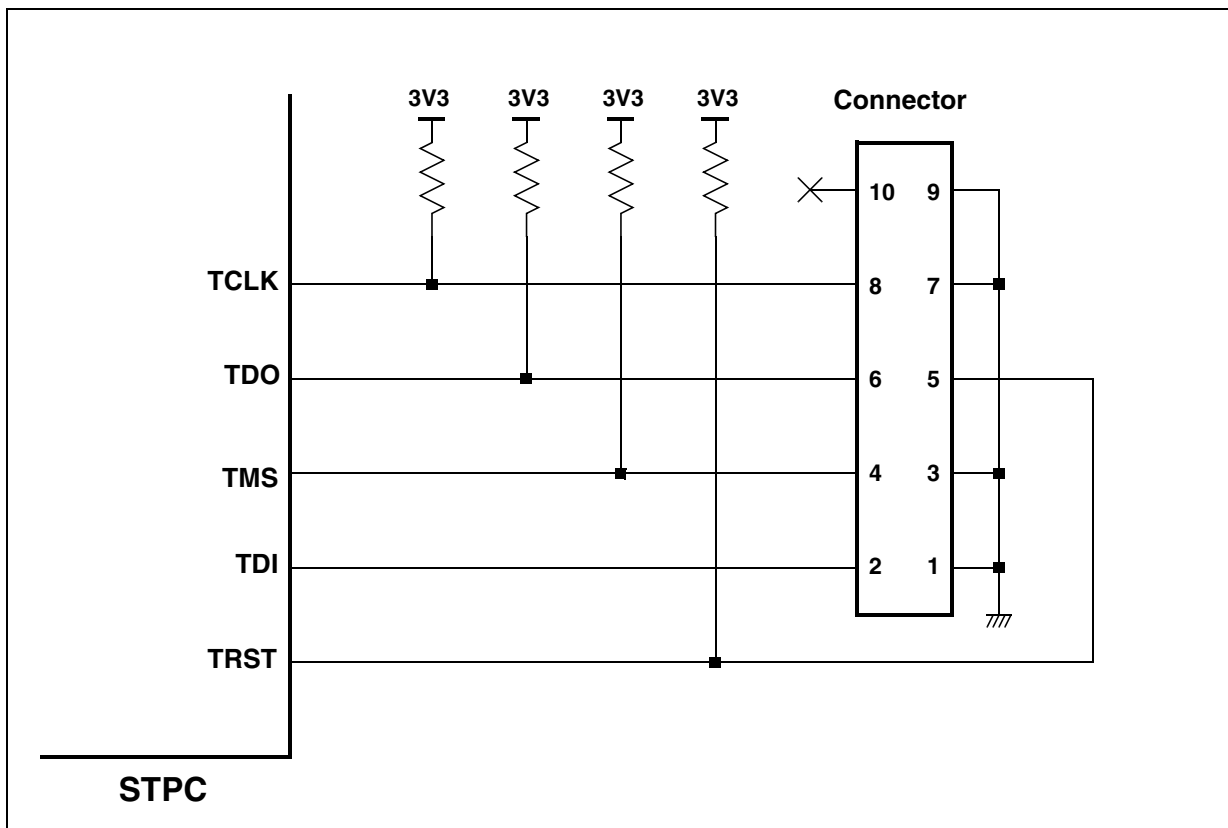 3V3 3V3 3V3 3V3 Connector
10 9
TCLK 8 7
TDO 6 5
TMS 4 3
TDI 2 1
TRST
STPC